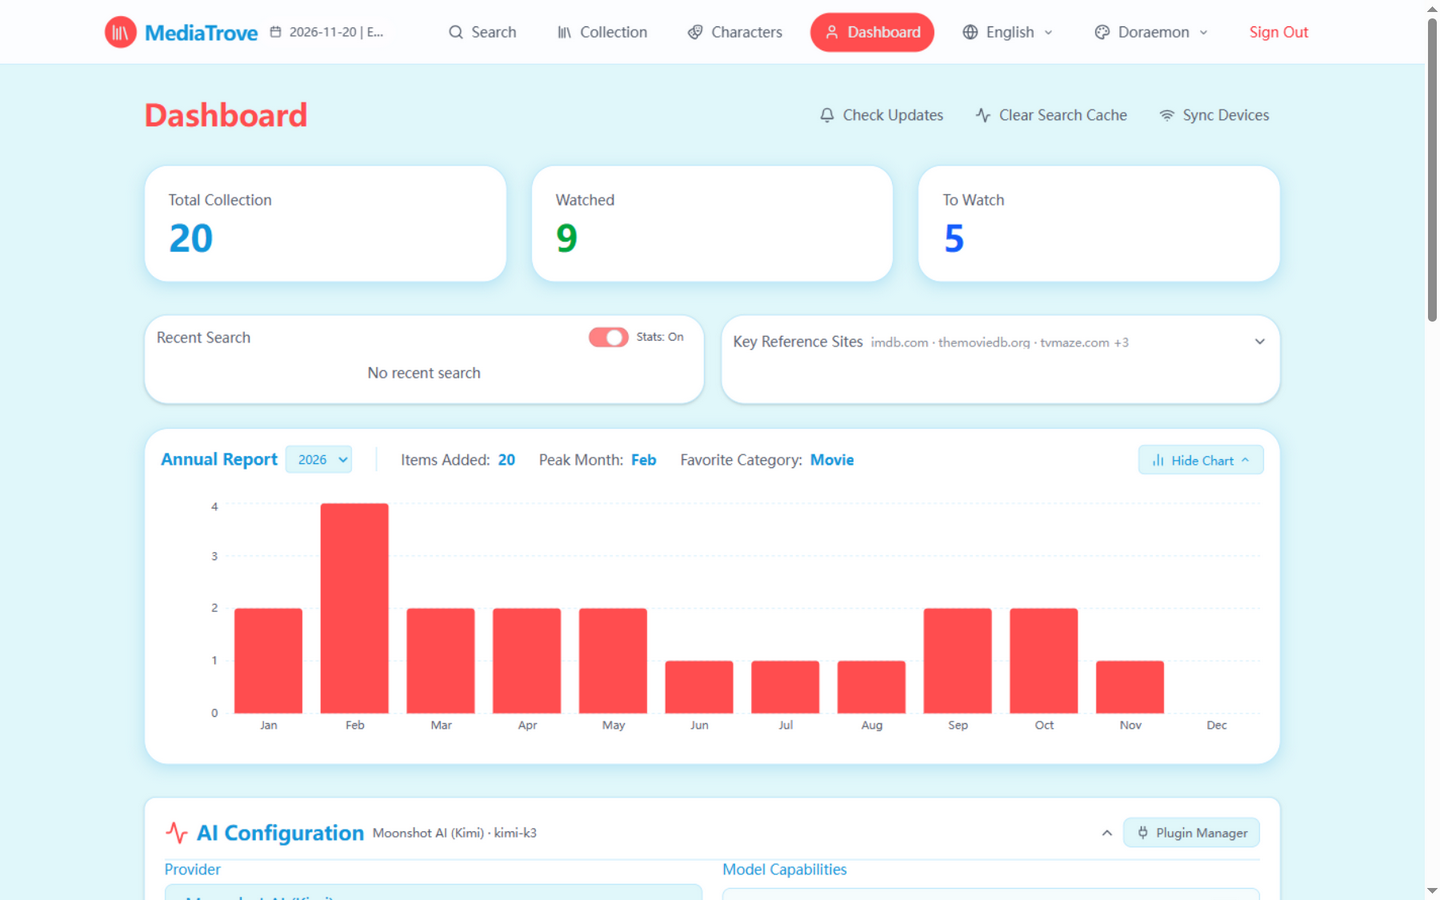 MediaTrove
2026-11-20 | E...
Search
Collection
Characters
Dashboard
English
Doraemon
Sign Out
Dashboard
Check Updates
Clear Search Cache
Sync Devices
Total Collection
20
Watched
9
To Watch
5
Recent Search
Stats: On
No recent search
Key Reference Sites imdb.com · themoviedb.org · tvmaze.com +3
Annual Report
2026
Items Added: 20
Peak Month: Feb
Favorite Category: Movie
Hide Chart
4
3
2
1
0
Jan
Feb
Mar
Apr
May
Jun
Jul
Aug
Sep
Oct
Nov
Dec
AI Configuration
Moonshot AI (Kimi) · kimi-k3
Plugin Manager
Provider
Model Capabilities
Moonshot AI (Kimi)